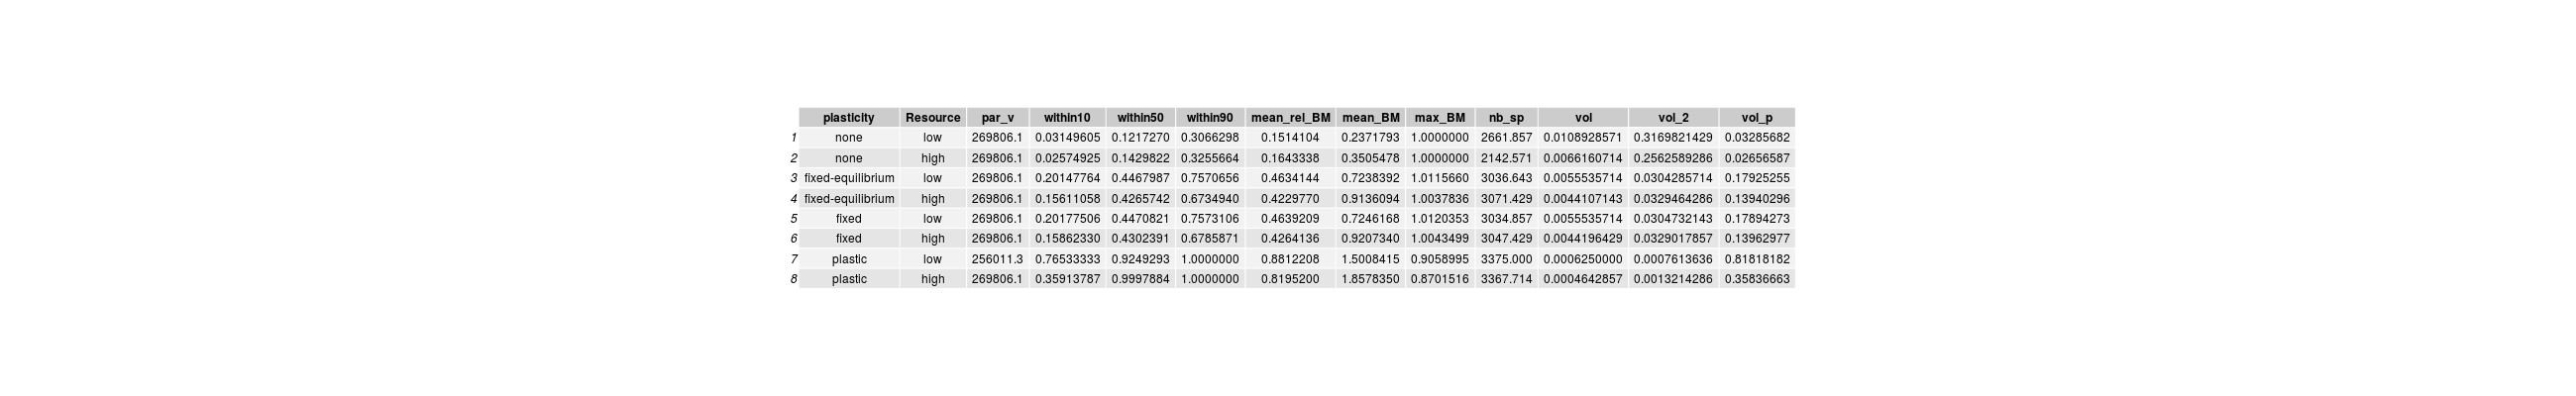 plasticity Resource par_v within10 within50 within90 mean_rel_BM mean_BM max_BM nb_sp vol vol_2 vol_p
1 none low 269806.1 0.03149605 0.1217270 0.3066298 0.1514104 0.2371793 1.0000000 2661.857 0.0108928571 0.3169821429 0.03285682
2 none high 269806.1 0.02574925 0.1429822 0.3255664 0.1643338 0.3505478 1.0000000 2142.571 0.0066160714 0.2562589286 0.02656587
3 fixed-equilibrium low 269806.1 0.20147764 0.4467987 0.7570656 0.4634144 0.7238392 1.0115660 3036.643 0.0055535714 0.0304285714 0.17925255
4 fixed-equilibrium high 269806.1 0.15611058 0.4265742 0.6734940 0.4229770 0.9136094 1.0037836 3071.429 0.0044107143 0.0329464286 0.13940296
5 fixed low 269806.1 0.20177506 0.4470821 0.7573106 0.4639209 0.7246168 1.0120353 3034.857 0.0055535714 0.0304732143 0.17894273
6 fixed high 269806.1 0.15862330 0.4302391 0.6785871 0.4264136 0.9207340 1.0043499 3047.429 0.0044196429 0.0329017857 0.13962977
7 plastic low 256011.3 0.76533333 0.9249293 1.0000000 0.8812208 1.5008415 0.9058995 3375.000 0.0006250000 0.0007613636 0.81818182
8 plastic high 269806.1 0.35913787 0.9997884 1.0000000 0.8195200 1.8578350 0.8701516 3367.714 0.0004642857 0.0013214286 0.35836663